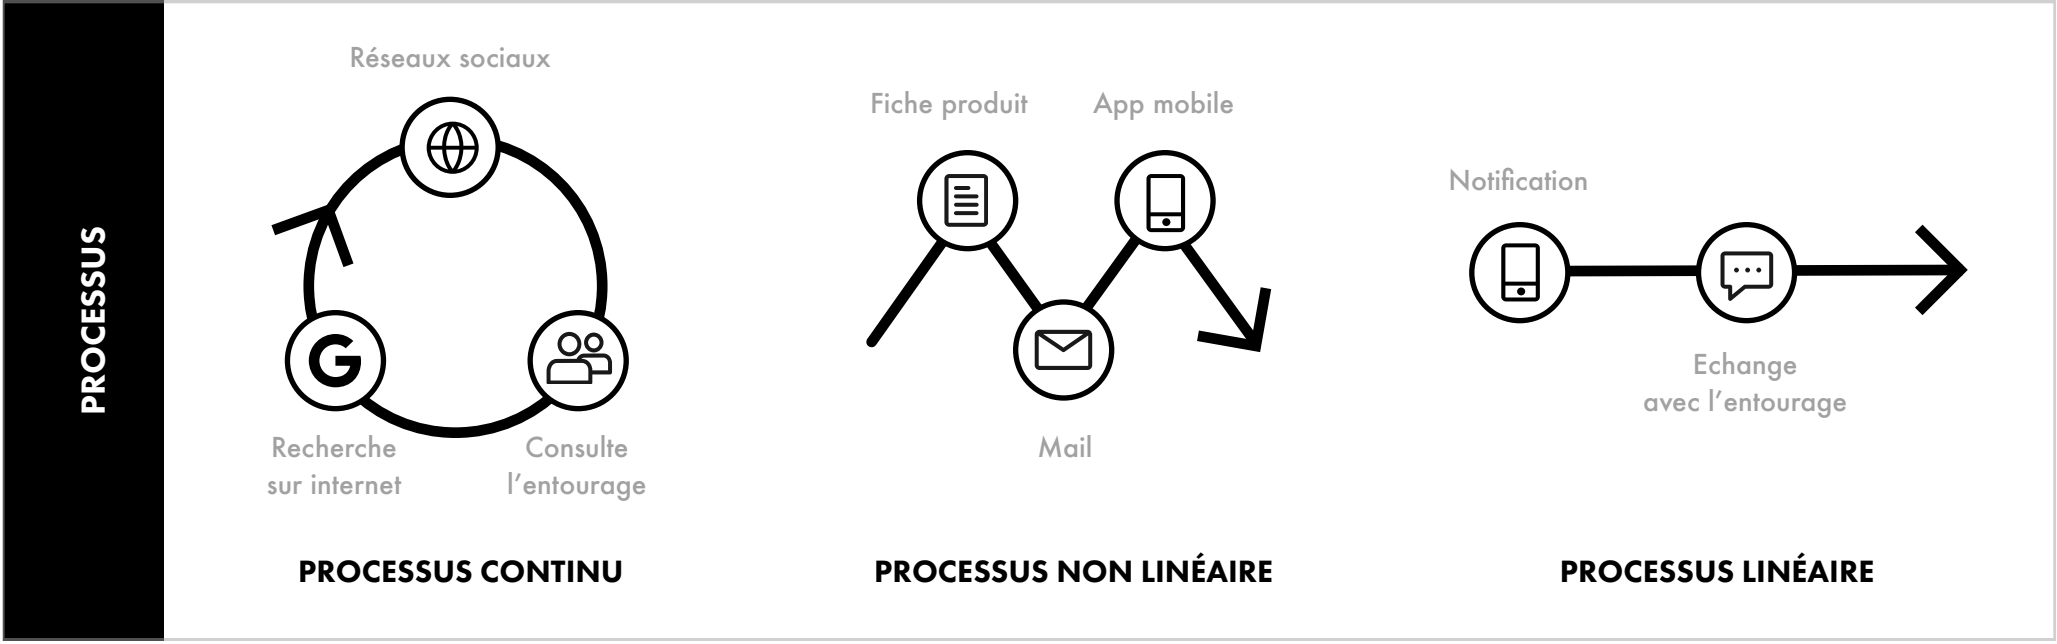 PROCESSUS
Réseaux sociaux
G
Recherche
sur internet
Consulte
l'entourage
PROCESSUS CONTINU
Fiche produit
App mobile
Mail
PROCESSUS NON LINÉAIRE
Notification
Echange
avec l'entourage
PROCESSUS LINÉAIRE